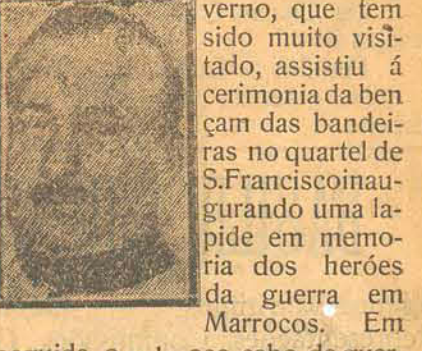 verno, que tem
sido muito visi-
tado, assistiu á
cerimonia da ben
çam das bandei-
ras no quartel de
S.Franciscoinau-
gurando uma la-
pide em memo-
ria dos heróes
da guerra em
Marrocos. Em